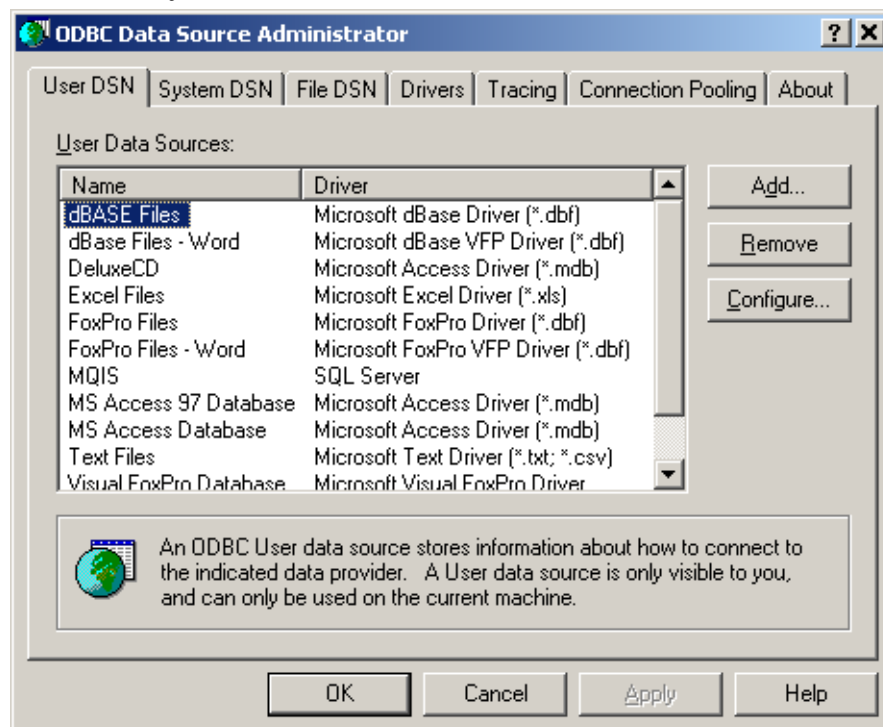 ODBC Data Source Administrator
User DSN System DSN File DSN Drivers Tracing Connection Pooling About
User Data Sources:
Name Driver
dBASE Files Microsoft dBase Driver (*.dbf)
dBase Files - Word Microsoft dBase VFP Driver (*.dbf)
DeluxeCD Microsoft Access Driver (*.mdb)
Excel Files Microsoft Excel Driver (*.xls)
FoxPro Files Microsoft FoxPro Driver (*.dbf)
FoxPro Files - Word Microsoft FoxPro VFP Driver (*.dbf)
MQIS SQL Server
MS Access 97 Database Microsoft Access Driver (*.mdb)
MS Access Database Microsoft Access Driver (*.mdb)
Text Files Microsoft Text Driver (*.txt; *.csv)
Visual FoxPro Database Microsoft Visual FoxPro Driver
Add...
Remove
Configure...
An ODBC User data source stores information about how to connect to
the indicated data provider. A User data source is only visible to you,
and can only be used on the current machine.
OK Cancel Apply Help